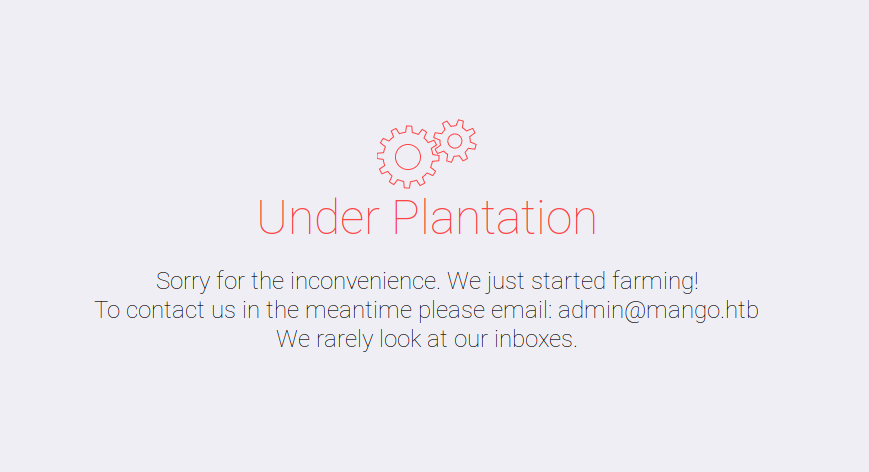 Under Plantation
Sorry for the inconvenience. We just started farming!
To contact us in the meantime please email: admin@mango.htb
We rarely look at our inboxes.